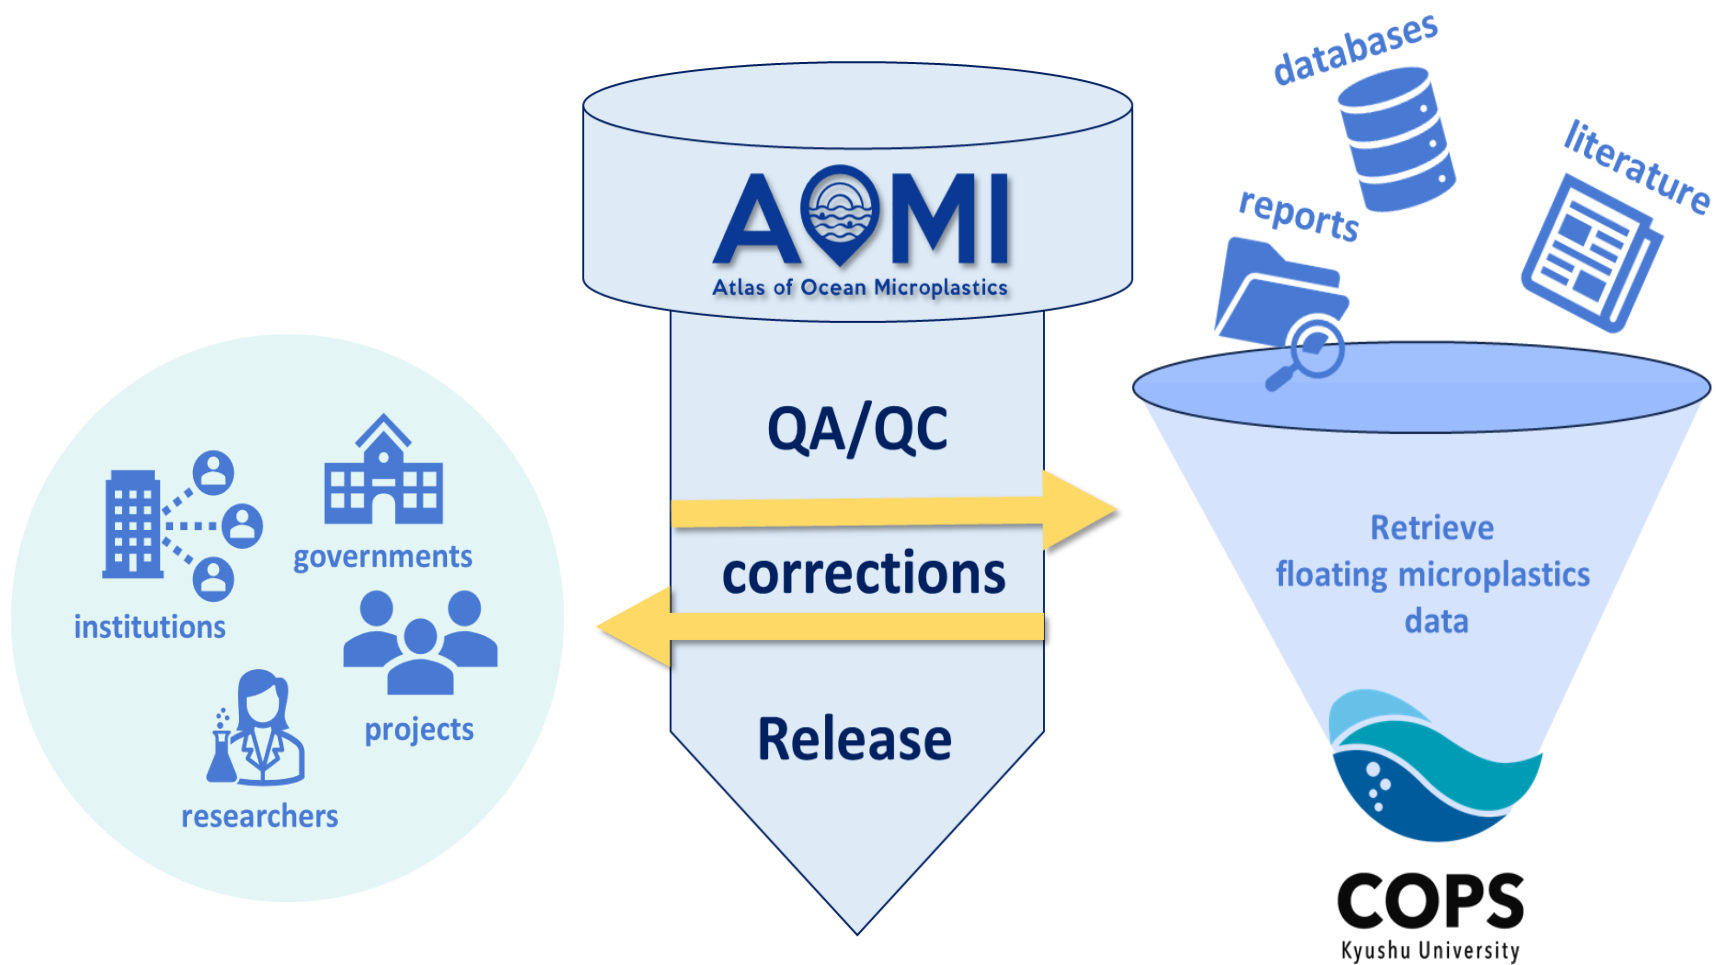 databases
literature
reports
AOMI
Atlas of Ocean Microplastics
QA/QC
corrections
Release
governments
institutions
projects
researchers
Retrieve
floating microplastics
data
COPS
Kyushu University